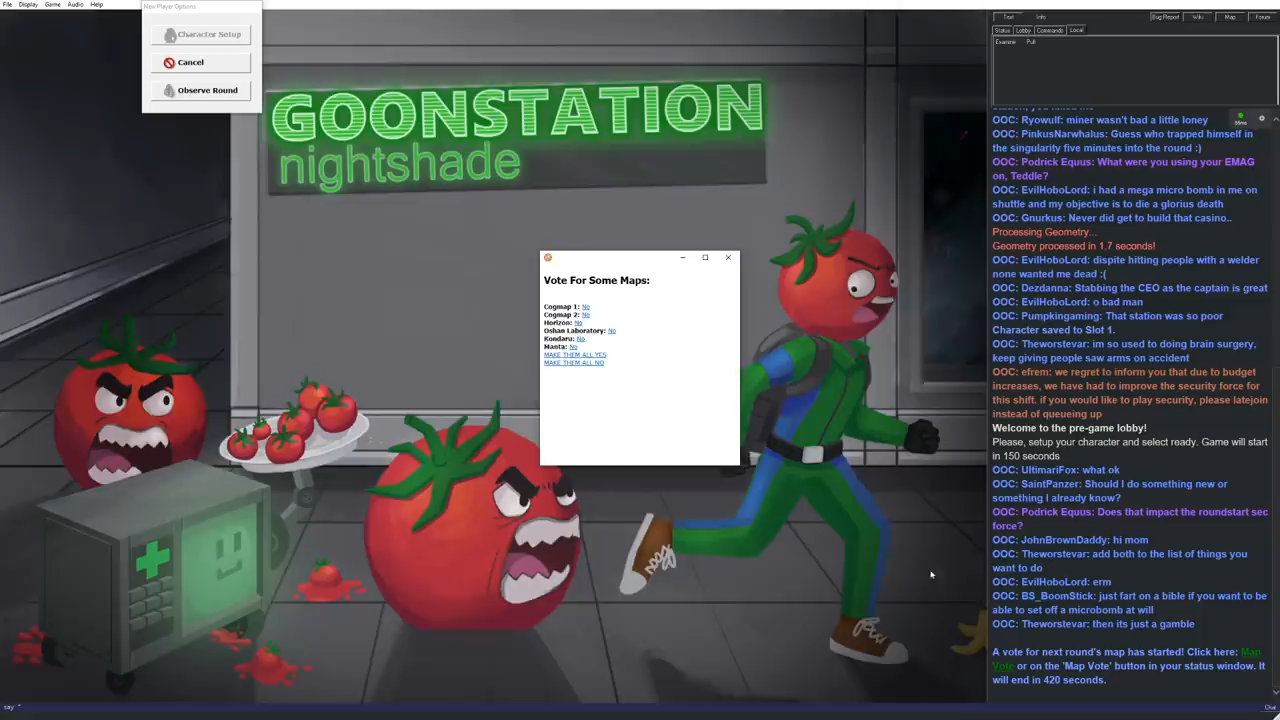 File Display Game Audio Help
New Player Options
Character Setup
Cancel
Observe Round
GOONSTATION
nightshade
Vote For Some Maps:
Cogmap 1: No
Cogmap 2: No
Horizon: No
Oshan Laboratory: No
Kondaru: No
Manta: No
MAKE THEM ALL YES
MAKE THEM ALL NO
Text Info Bug Report Wiki Map Forum
Status Lobby Commands Local
Examine Pull
OOC: Ryowulf: miner wasn't bad a little loney
OOC: PinkusNarwhalus: Guess who trapped himself in
the singularity five minutes into the round :)
OOC: Podrick Equus: What were you using your EMAG
on, Teddle?
OOC: EvilHoboLord: i had a mega micro bomb in me on
shuttle and my objective is to die a glorius death
OOC: Gnurkus: Never did get to build that casino..
Processing Geometry...
Geometry processed in 1.7 seconds!
OOC: EvilHoboLord: dispite hitting people with a welder
none wanted me dead :(
OOC: Dezdanna: Stabbing the CEO as the captain is great
OOC: EvilHoboLord: o bad man
OOC: Pumpkingaming: That station was so poor
Character saved to Slot 1.
OOC: Theworstevar: im so used to doing brain surgery,
keep giving people saw arms on accident
OOC: efrem: we regret to inform you that due to budget
increases, we have had to improve the security force for
this shift. if you would like to play security, please latejoin
instead of queueing up
Welcome to the pre-game lobby!
Please, setup your character and select ready. Game will start
in 150 seconds
OOC: UltimariFox: what ok
OOC: SaintPanzer: Should I do something new or
something I already know?
OOC: Podrick Equus: Does that impact the roundstart sec
force?
OOC: JohnBrownDaddy: hi mom
OOC: Theworstevar: add both to the list of things you
want to do
OOC: EvilHoboLord: erm
OOC: BS_BoomStick: just fart on a bible if you want to be
able to set off a microbomb at will
OOC: Theworstevar: then its just a gamble
A vote for next round's map has started! Click here: Map
Vote or on the 'Map Vote' button in your status window. It
will end in 420 seconds.
say "
Chat